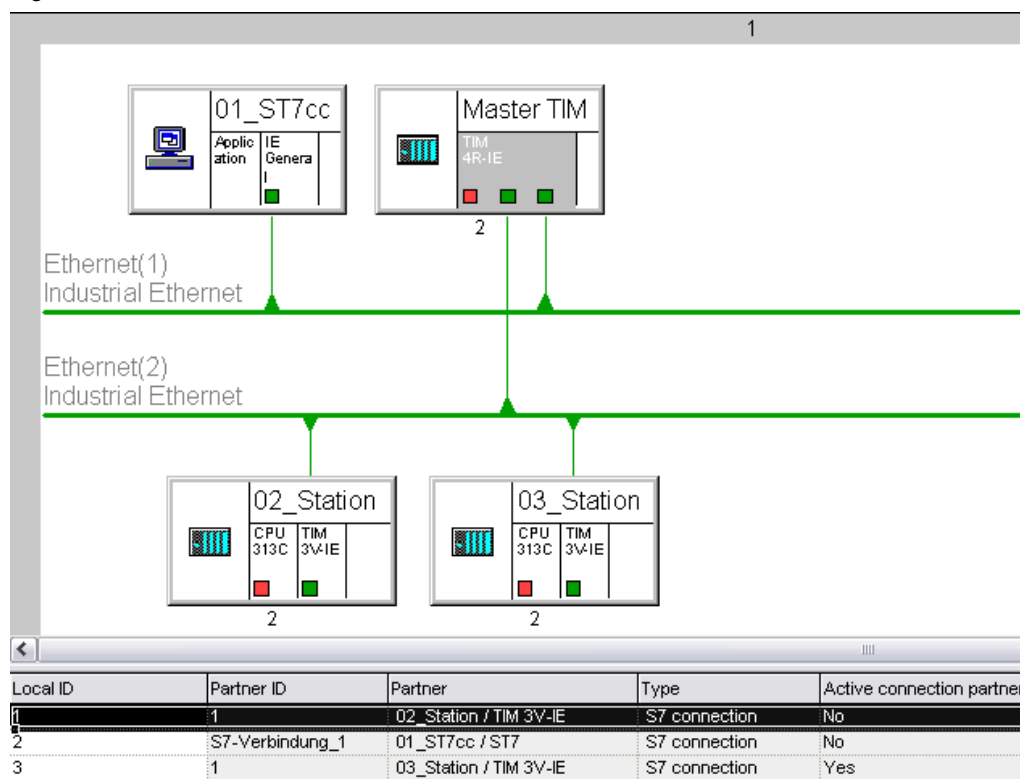 1
01_ST7cc
Applic
ation
IE
Genera
l
Master TIM
TIM
4R-IE
2
Ethernet(1)
Industrial Ethernet
Ethernet(2)
Industrial Ethernet
02_Station
CPU
313C
TIM
3V-IE
2
03_Station
CPU
313C
TIM
3V-IE
2
Local ID Partner ID Partner Type Active connection partner
1 1 02_Station / TIM 3V-IE S7 connection No
2 S7-Verbindung_1 01_ST7cc / ST7 S7 connection No
3 1 03_Station / TIM 3V-IE S7 connection Yes